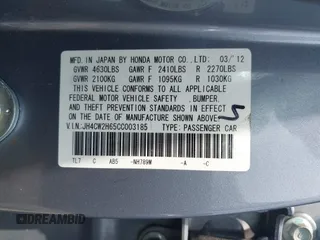 MFD. IN JAPAN BY HONDA MOTOR CO.,LTD. 03/12
GVWR 4630LBS GAWR F 2410LBS R 2270LBS
GVWR 2100KG GAWR F 1095KG R 1030KG
THIS VEHICLE CONFORMS TO ALL APPLICABLE
FEDERAL MOTOR VEHICLE SAFETY, BUMPER,
AND THEFT PREVENTION STANDARDS IN
EFFECT ON THE DATE OF MANUFACTURE SHOWN
ABOVE.
V.I.N.:JH4CW2H65CC003185 TYPE: PASSENGER CAR
TL7 C AB5 -NH789M -A -C
DREAMBID